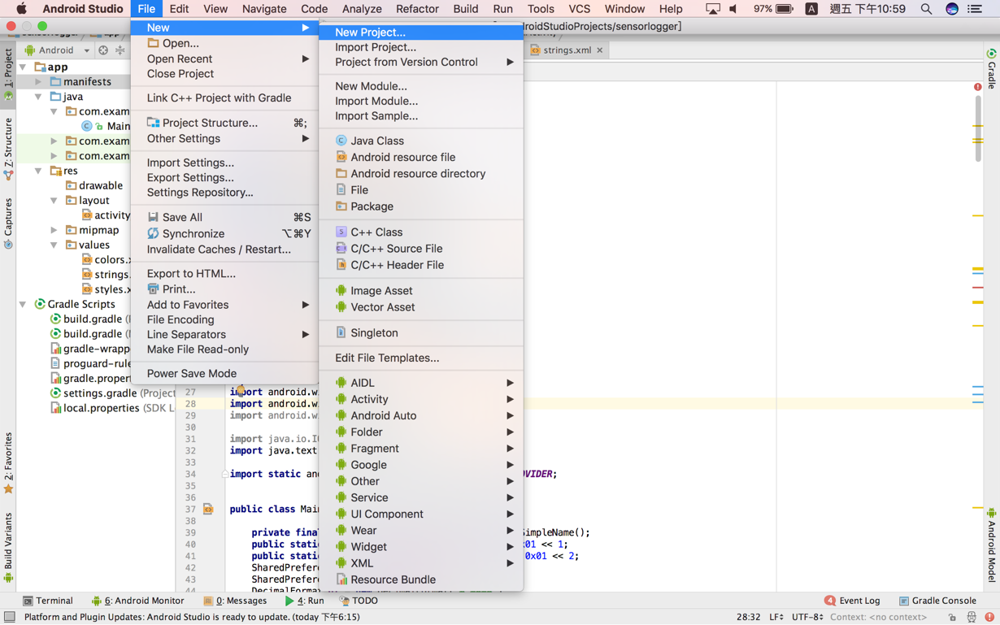 Android Studio File Edit View Navigate Code Analyze Refactor Build Run Tools VCS Window Help 97% A 週五 下午10:59
roidStudioProjects/sensorlogger]
sensorlogger app
Android
strings.xml
1: Project
Z: Structure
Captures
2: Favorites
Build Variants
app
manifests
java
com.exam
Main
com.exam
com.exam
res
drawable
layout
activity
mipmap
values
colors.x
strings.
styles.x
Gradle Scripts
build.gradle
build.gradle
gradle-wrapp
proguard-rule
gradle.propert
settings.gradle (Project
local.properties (SDK L
New
Open...
Open Recent
Close Project
Link C++ Project with Gradle
Project Structure... ⌘;
Other Settings
Import Settings...
Export Settings...
Settings Repository...
Save All ⌘S
Synchronize ⌥⌘Y
Invalidate Caches / Restart...
Export to HTML...
Print...
Add to Favorites
File Encoding
Line Separators
Make File Read-only
Power Save Mode
New Project...
Import Project...
Project from Version Control
New Module...
Import Module...
Import Sample...
Java Class
Android resource file
Android resource directory
File
Package
C++ Class
C/C++ Source File
C/C++ Header File
Image Asset
Vector Asset
Singleton
Edit File Templates...
AIDL
Activity
Android Auto
Folder
Fragment
Google
Other
Service
UI Component
Wear
Widget
XML
Resource Bundle
27 import android.w
28 import android.w
29 import android.w
30
31 import java.io.I
32 import java.text
33
34 import static an VIDER;
35
36
37 public class Mai
38
39 private fina SimpleName();
40 public stati x01 << 1;
41 public stati 0x01 << 2;
42 SharedPrefer
43 SharedPrefer
44
Gradle
Android Model
Terminal 6: Android Monitor 0: Messages 4: Run TODO 4 Event Log Gradle Console
Platform and Plugin Updates: Android Studio is ready to update. (today 下午6:15) 28:32 LF UTF-8 Context: <no context>